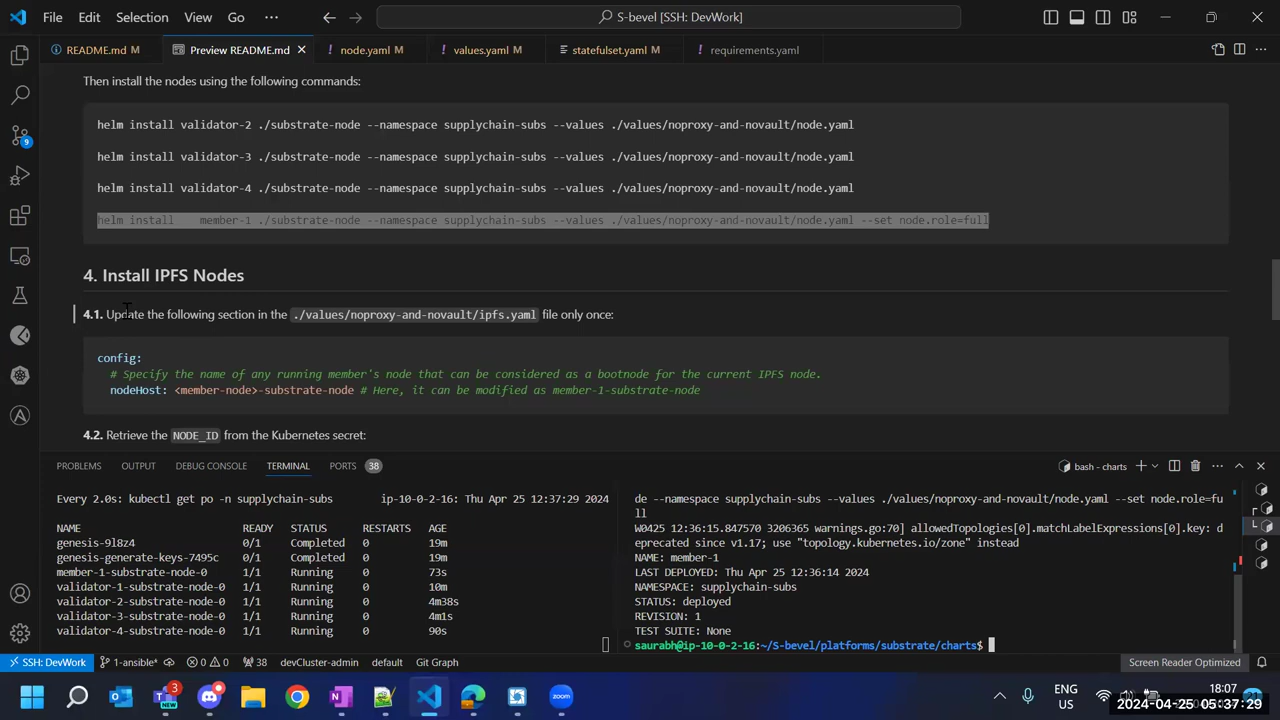 File Edit Selection View Go ··· S-bevel [SSH: DevWork]
README.md M Preview README.md node.yaml M values.yaml M statefulset.yaml M requirements.yaml
Then install the nodes using the following commands:
helm install validator-2 ./substrate-node --namespace supplychain-subs --values ./values/noproxy-and-novault/node.yaml
helm install validator-3 ./substrate-node --namespace supplychain-subs --values ./values/noproxy-and-novault/node.yaml
helm install validator-4 ./substrate-node --namespace supplychain-subs --values ./values/noproxy-and-novault/node.yaml
helm install    member-1 ./substrate-node --namespace supplychain-subs --values ./values/noproxy-and-novault/node.yaml --set node.role=full
4. Install IPFS Nodes
4.1. Update the following section in the ./values/noproxy-and-novault/ipfs.yaml file only once:
config:
# Specify the name of any running member's node that can be considered as a bootnode for the current IPFS node.
nodeHost: <member-node>-substrate-node # Here, it can be modified as member-1-substrate-node
4.2. Retrieve the NODE_ID from the Kubernetes secret:
PROBLEMS OUTPUT DEBUG CONSOLE TERMINAL PORTS 38 bash - charts
Every 2.0s: kubectl get po -n supplychain-subs ip-10-0-2-16: Thu Apr 25 12:37:29 2024
NAME READY STATUS RESTARTS AGE
genesis-9l8z4 0/1 Completed 0 19m
genesis-generate-keys-7495c 0/1 Completed 0 19m
member-1-substrate-node-0 1/1 Running 0 73s
validator-1-substrate-node-0 1/1 Running 0 10m
validator-2-substrate-node-0 1/1 Running 0 4m38s
validator-3-substrate-node-0 1/1 Running 0 4m1s
validator-4-substrate-node-0 1/1 Running 0 90s
de --namespace supplychain-subs --values ./values/noproxy-and-novault/node.yaml --set node.role=fu
ll
W0425 12:36:15.847570 3206365 warnings.go:70] allowedTopologies[0].matchLabelExpressions[0].key: d
eprecated since v1.17; use "topology.kubernetes.io/zone" instead
NAME: member-1
LAST DEPLOYED: Thu Apr 25 12:36:14 2024
NAMESPACE: supplychain-subs
STATUS: deployed
REVISION: 1
TEST SUITE: None
saurabh@ip-10-0-2-16:~/S-bevel/platforms/substrate/charts$
9
SSH: DevWork 1-ansible* 0 0 38 devCluster-admin default Git Graph Screen Reader Optimized
3 zoom ENG IN 18:07
2024-04-25 05:37:29